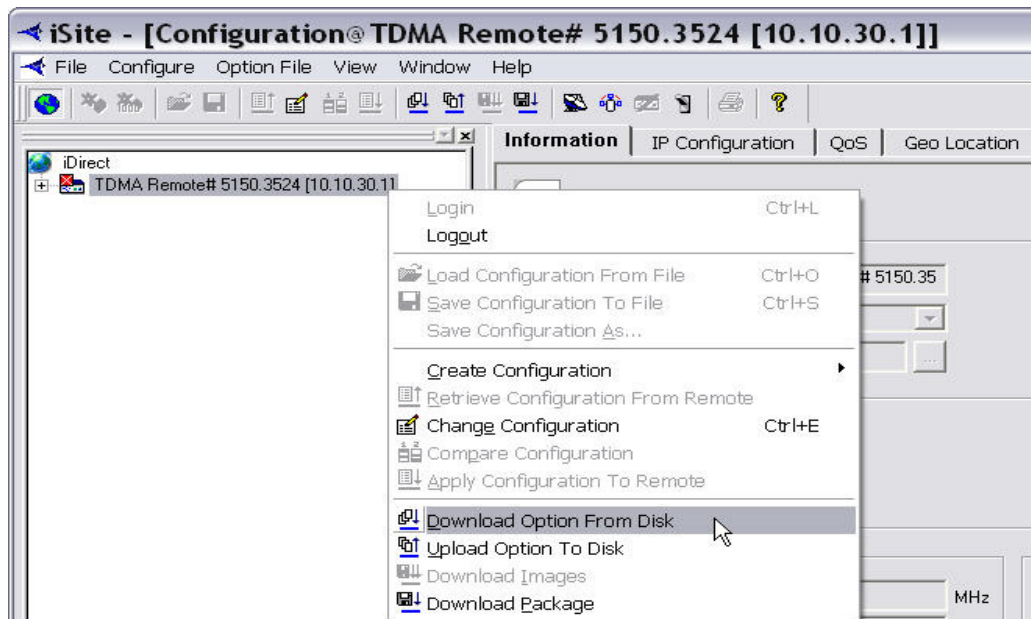 iSite - [Configuration@TDMA Remote# 5150.3524 [10.10.30.1]]
File Configure Option File View Window Help
Information IP Configuration QoS Geo Location
iDirect
TDMA Remote# 5150.3524 [10.10.30.1]
Login Ctrl+L
Logout
Load Configuration From File Ctrl+O
# 5150.35
Save Configuration To File Ctrl+S
Save Configuration As...
...
Create Configuration
Retrieve Configuration From Remote
Change Configuration Ctrl+E
Compare Configuration
Apply Configuration To Remote
Download Option From Disk
Upload Option To Disk
Download Images
Download Package
MHz